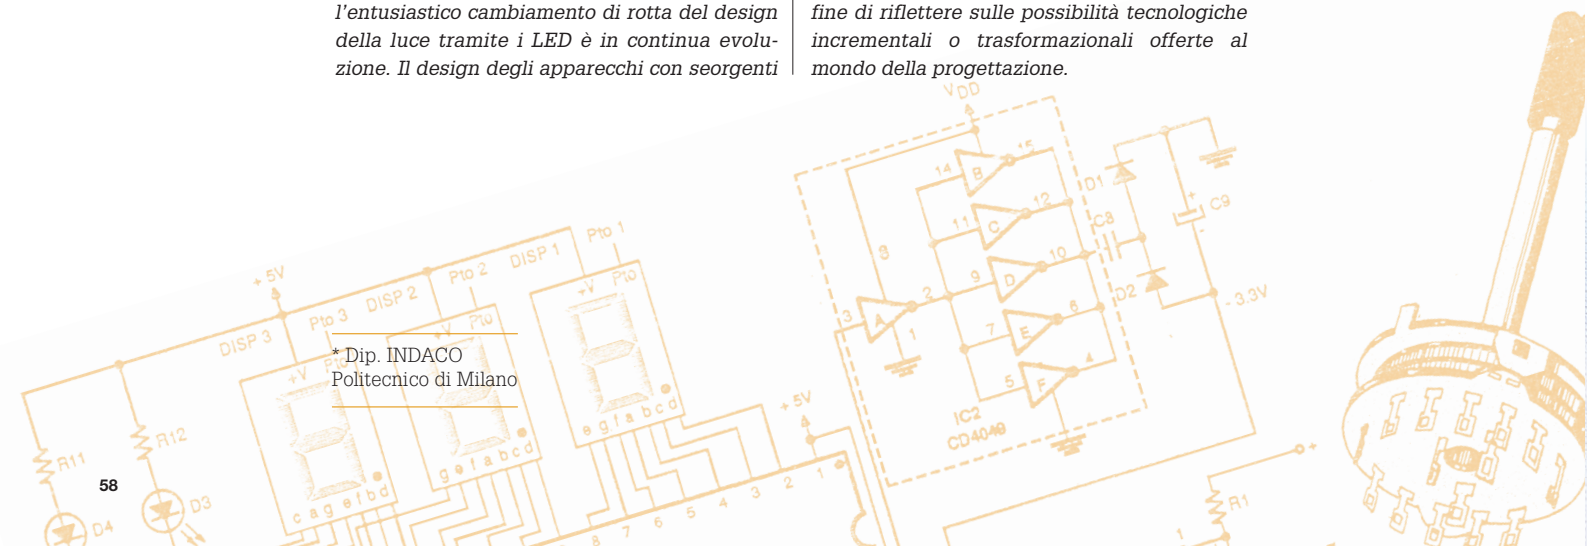 l'entusiastico cambiamento di rotta del design
della luce tramite i LED è in continua evolu-
zione. Il design degli apparecchi con seorgenti
fine di riflettere sulle possibilità tecnologiche
incrementali o trasformazionali offerte al
mondo della progettazione.
VDD
15
14
B
D1
12
C9
11
C
C8
+
-
8
10
9
D
D2
- 3.3V
2
6
3
A
1
7
E
4
5
F
IC2
CD4049
Pto 1
DISP 1
Pto 2
+ 5V
DISP 2
Pto 3
DISP 3
+V Pto
+V Pto
+V Pto
* Dip. INDACO
Politecnico di Milano
e g f a b c d
g e f a b c d
c a g e f b d
+ 5V
R12
R11
D3
D4
1
2
3
4
5
6
7
8
+
R1
1
58